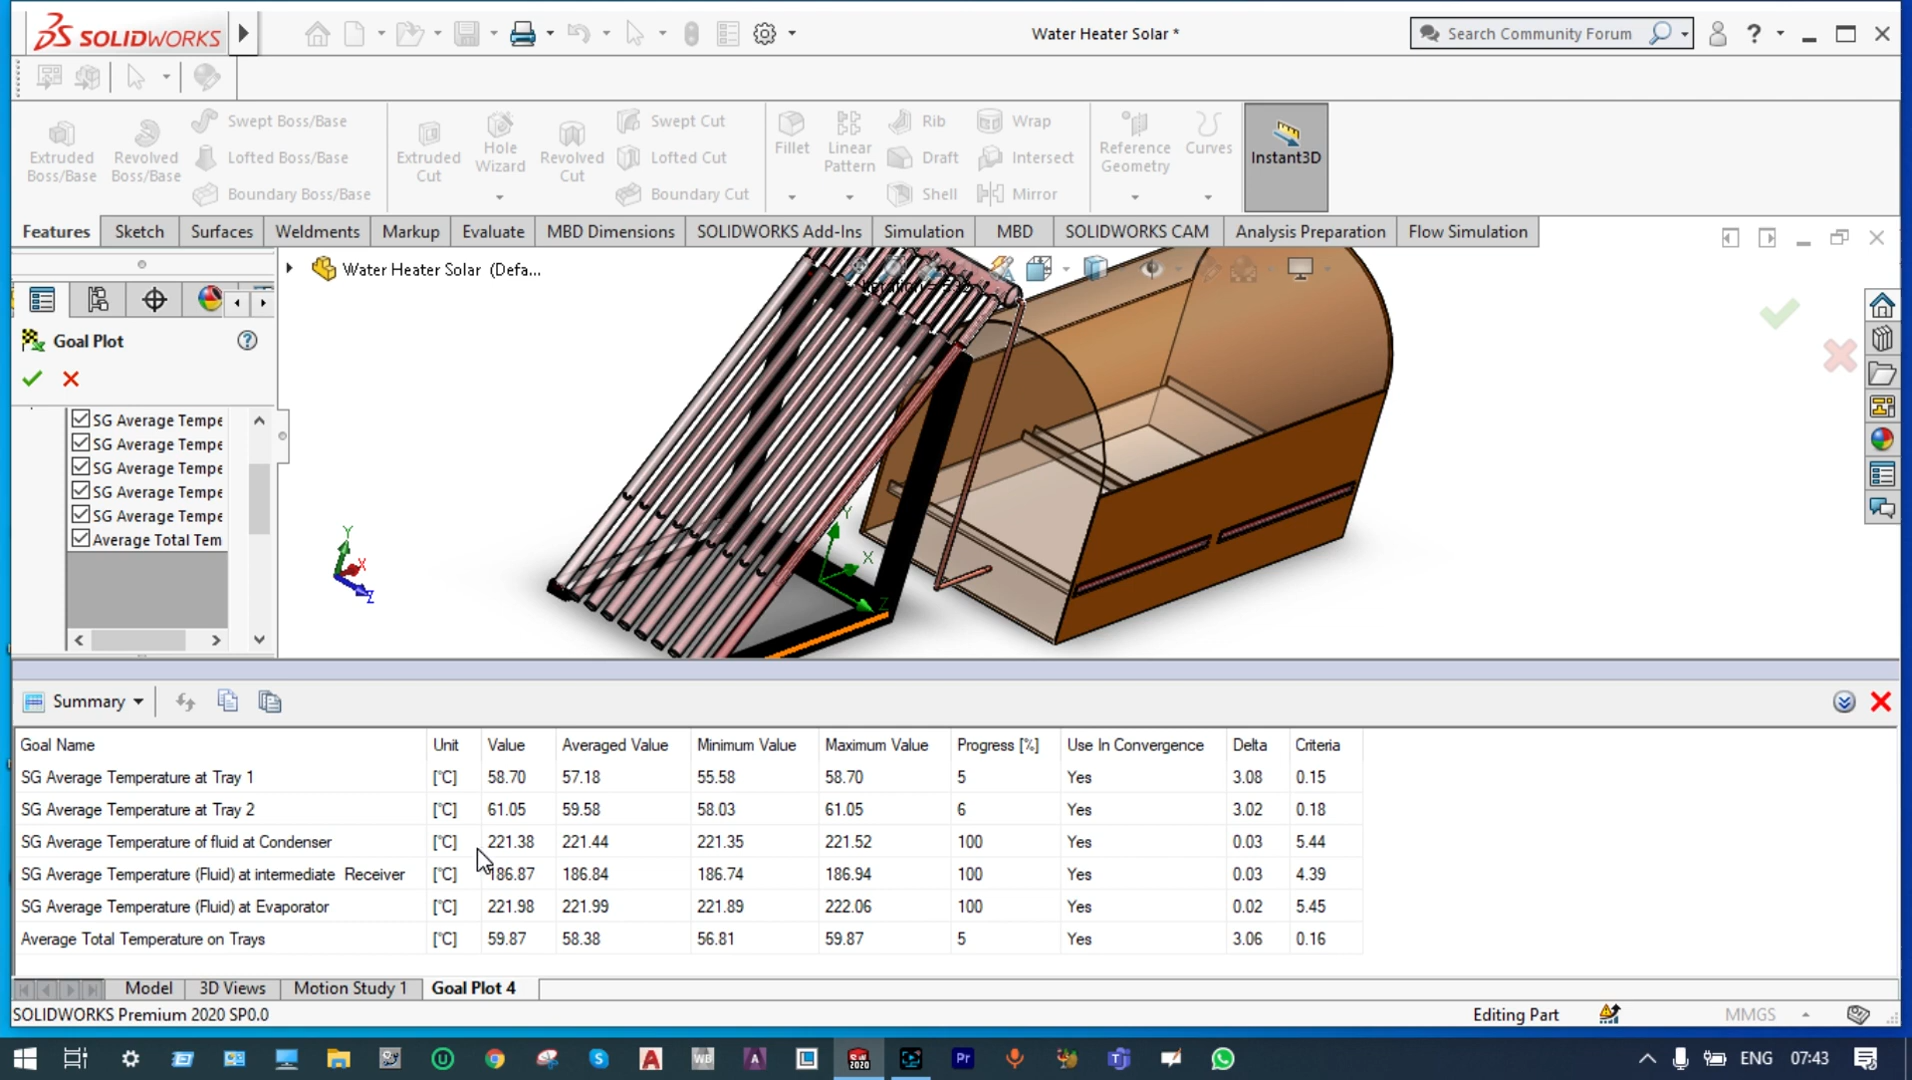 SOLIDWORKS
Water Heater Solar *
Search Community Forum
?
Extruded Boss/Base
Revolved Boss/Base
Swept Boss/Base
Lofted Boss/Base
Boundary Boss/Base
Extruded Cut
Hole Wizard
Revolved Cut
Swept Cut
Lofted Cut
Boundary Cut
Fillet
Linear Pattern
Rib
Draft
Shell
Wrap
Intersect
Mirror
Reference Geometry
Curves
Instant3D
Features Sketch Surfaces Weldments Markup Evaluate MBD Dimensions SOLIDWORKS Add-Ins Simulation MBD SOLIDWORKS CAM Analysis Preparation Flow Simulation
Water Heater Solar (Defa...
Goal Plot
?
SG Average Tempe
SG Average Tempe
SG Average Tempe
SG Average Tempe
SG Average Tempe
Average Total Tem
Y X Z
Y X Z
Summary
Goal Name Unit Value Averaged Value Minimum Value Maximum Value Progress [%] Use In Convergence Delta Criteria
SG Average Temperature at Tray 1 [°C] 58.70 57.18 55.58 58.70 5 Yes 3.08 0.15
SG Average Temperature at Tray 2 [°C] 61.05 59.58 58.03 61.05 6 Yes 3.02 0.18
SG Average Temperature of fluid at Condenser [°C] 221.38 221.44 221.35 221.52 100 Yes 0.03 5.44
SG Average Temperature (Fluid) at intermediate Receiver [°C] 186.87 186.84 186.74 186.94 100 Yes 0.03 4.39
SG Average Temperature (Fluid) at Evaporator [°C] 221.98 221.99 221.89 222.06 100 Yes 0.02 5.45
Average Total Temperature on Trays [°C] 59.87 58.38 56.81 59.87 5 Yes 3.06 0.16
Model 3D Views Motion Study 1 Goal Plot 4
SOLIDWORKS Premium 2020 SP0.0
Editing Part
MMGS
ENG 07:43